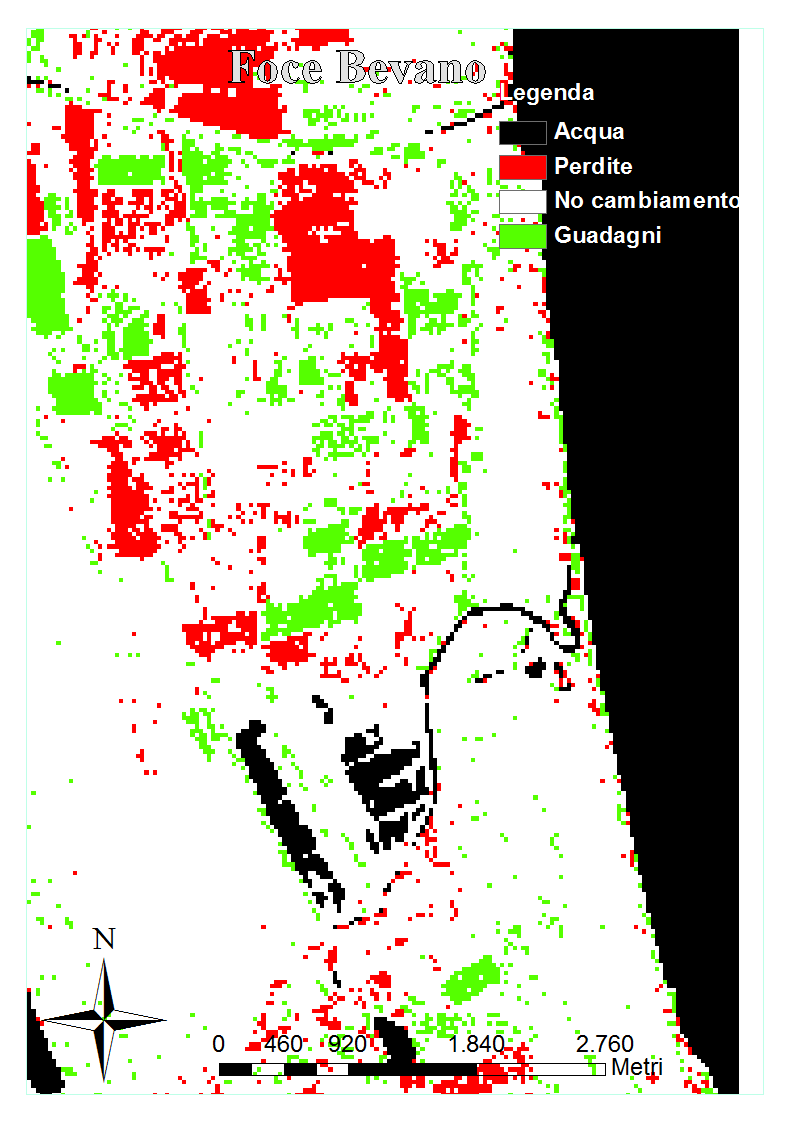 Foce Bevano
Legenda
Acqua
Perdite
No cambiamento
Guadagni
N
0 460 920 1.840 2.760
Metri